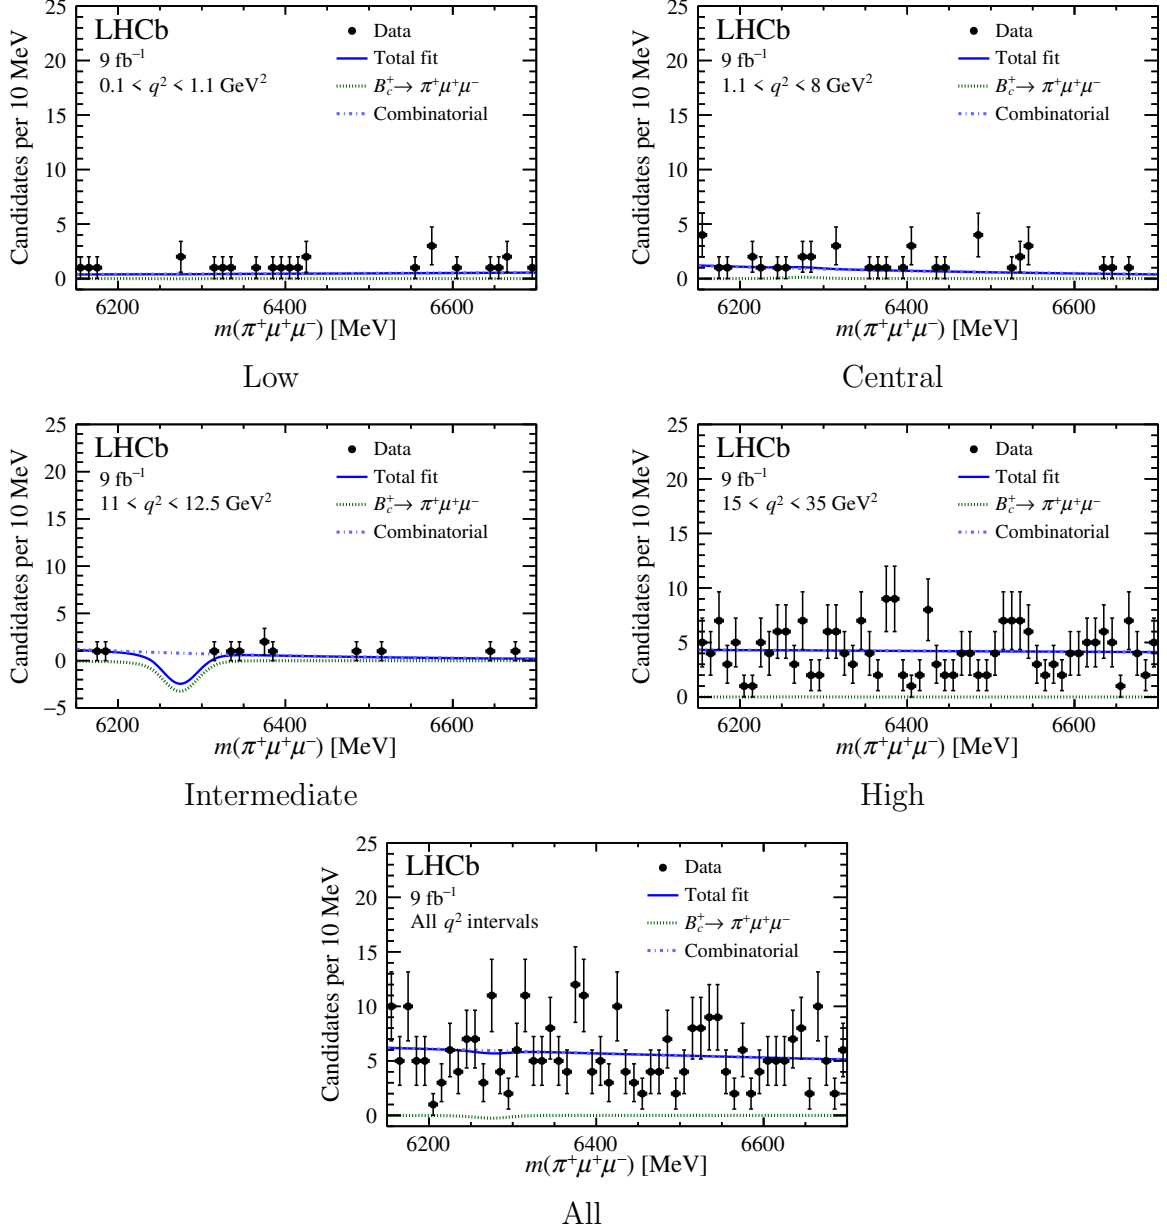 LHCb
9 fb⁻¹
0.1 < q² < 1.1 GeV²
Data
Total fit
B_c⁺ → π⁺μ⁺μ⁻
Combinatorial
Candidates per 10 MeV
25
20
15
10
5
0
6200 6400 6600
m(π⁺μ⁺μ⁻) [MeV]
Low
LHCb
9 fb⁻¹
1.1 < q² < 8 GeV²
Data
Total fit
B_c⁺ → π⁺μ⁺μ⁻
Combinatorial
Candidates per 10 MeV
25
20
15
10
5
0
6200 6400 6600
m(π⁺μ⁺μ⁻) [MeV]
Central
LHCb
9 fb⁻¹
11 < q² < 12.5 GeV²
Data
Total fit
B_c⁺ → π⁺μ⁺μ⁻
Combinatorial
Candidates per 10 MeV
25
20
15
10
5
0
−5
6200 6400 6600
m(π⁺μ⁺μ⁻) [MeV]
Intermediate
LHCb
9 fb⁻¹
15 < q² < 35 GeV²
Data
Total fit
B_c⁺ → π⁺μ⁺μ⁻
Combinatorial
Candidates per 10 MeV
25
20
15
10
5
0
6200 6400 6600
m(π⁺μ⁺μ⁻) [MeV]
High
LHCb
9 fb⁻¹
All q² intervals
Data
Total fit
B_c⁺ → π⁺μ⁺μ⁻
Combinatorial
Candidates per 10 MeV
25
20
15
10
5
0
6200 6400 6600
m(π⁺μ⁺μ⁻) [MeV]
All